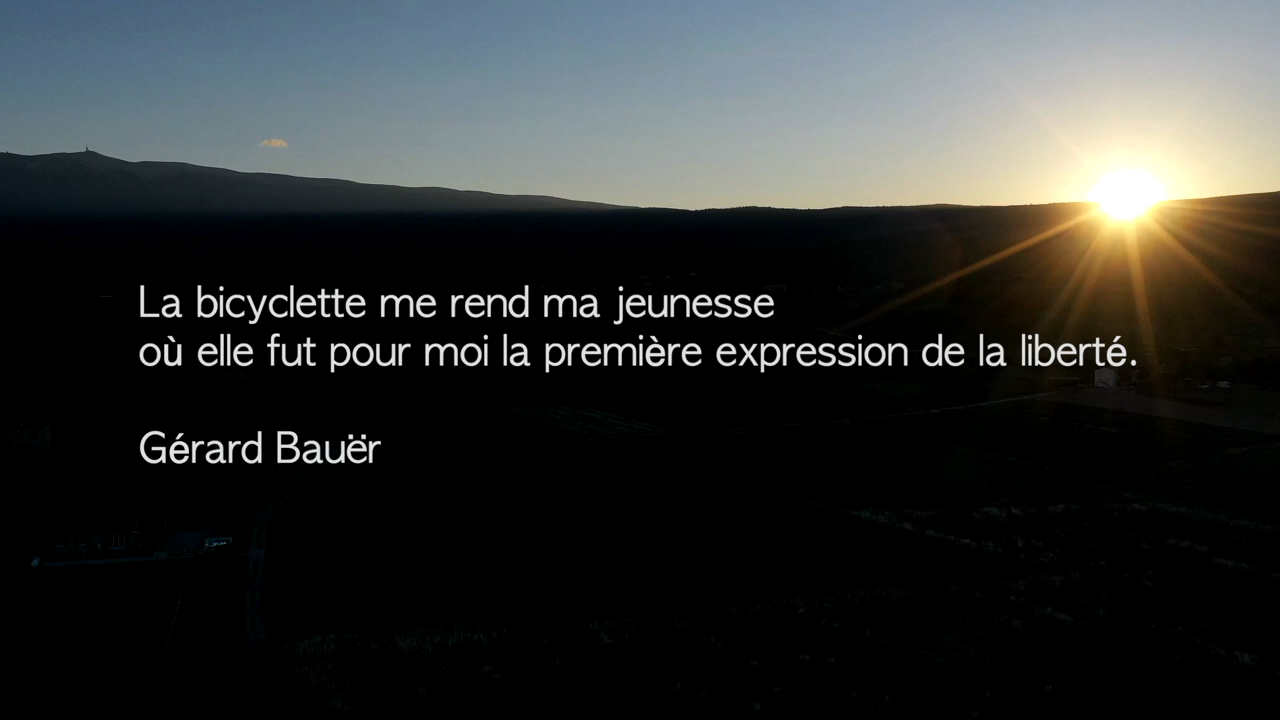 La bicyclette me rend ma jeunesse
où elle fut pour moi la première expression de la liberté.
Gérard Bauër